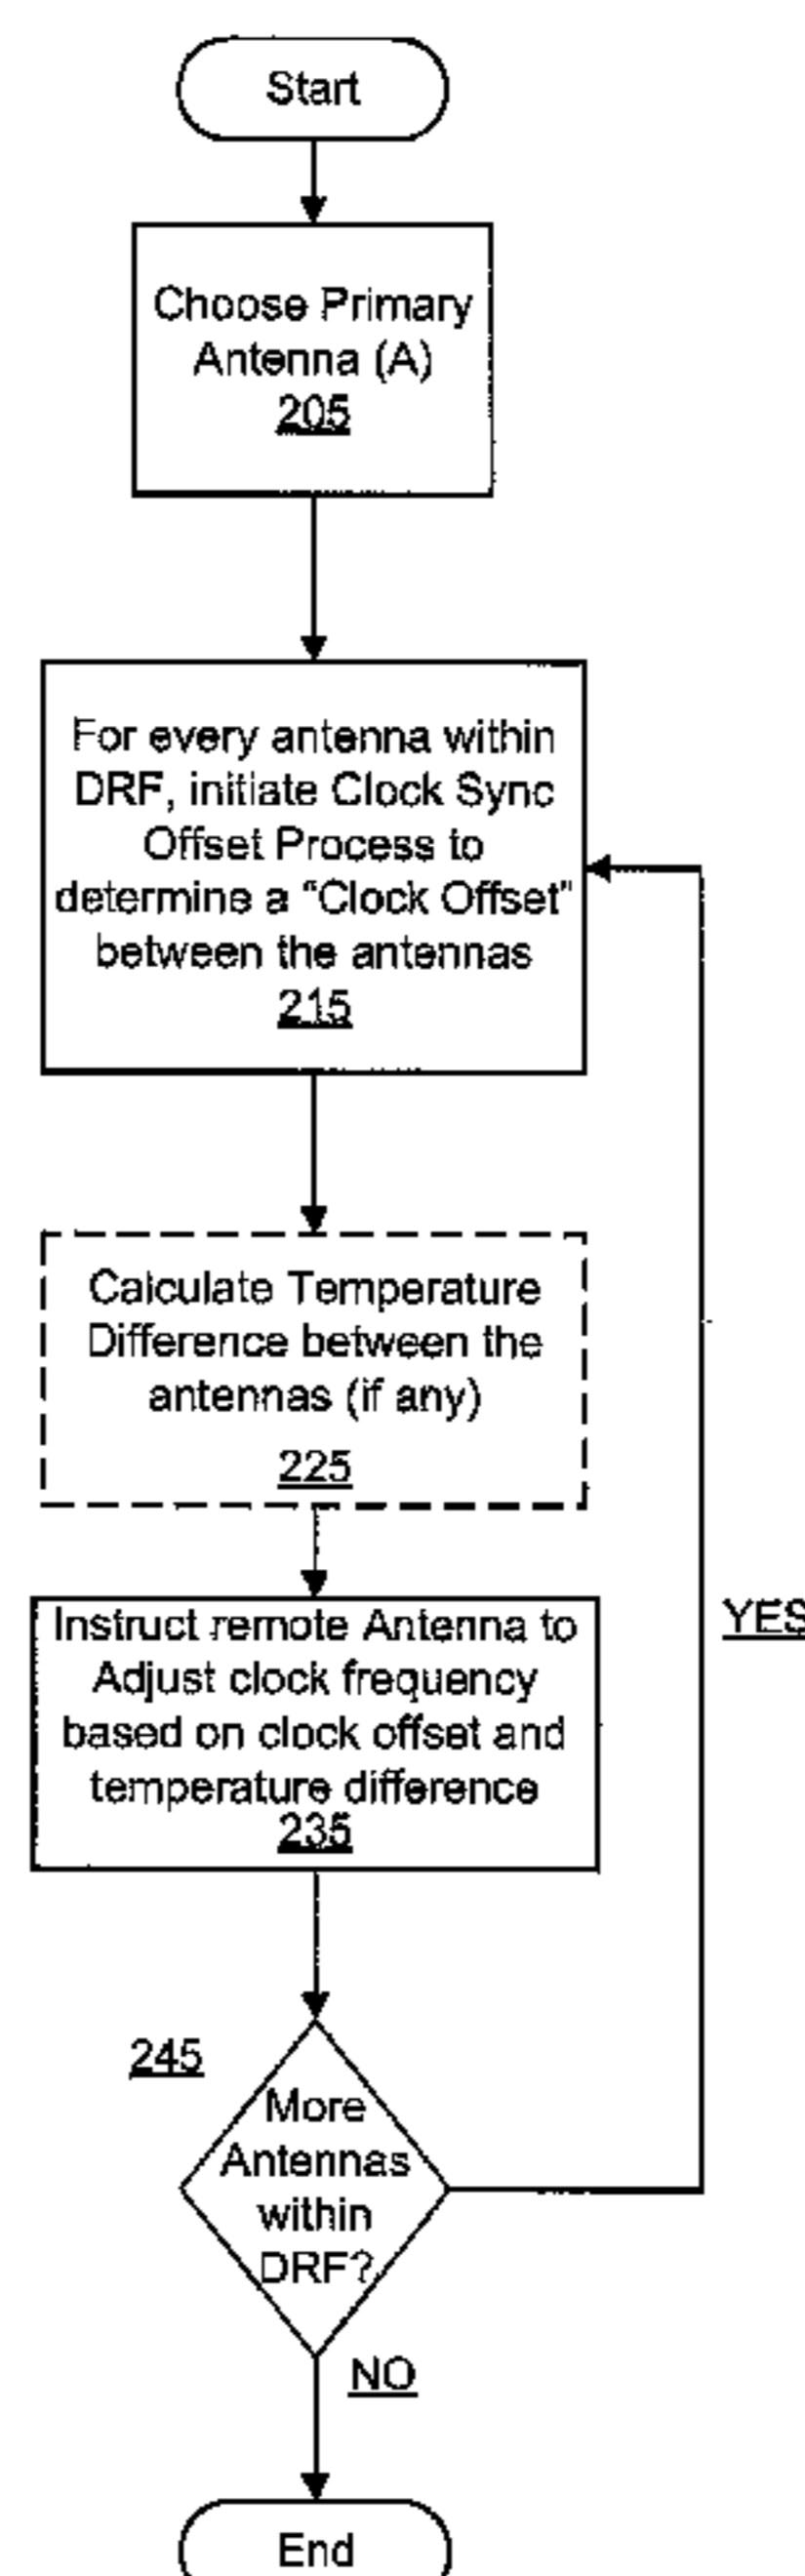 Start
Choose Primary
Antenna (A)
205
For every antenna within
DRF, initiate Clock Sync
Offset Process to
determine a “Clock Offset”
between the antennas
215
Calculate Temperature
Difference between the
antennas (if any)
225
Instruct remote Antenna to
Adjust clock frequency
based on clock offset and
temperature difference
235
YES
245
More
Antennas
within
DRF?
NO
End